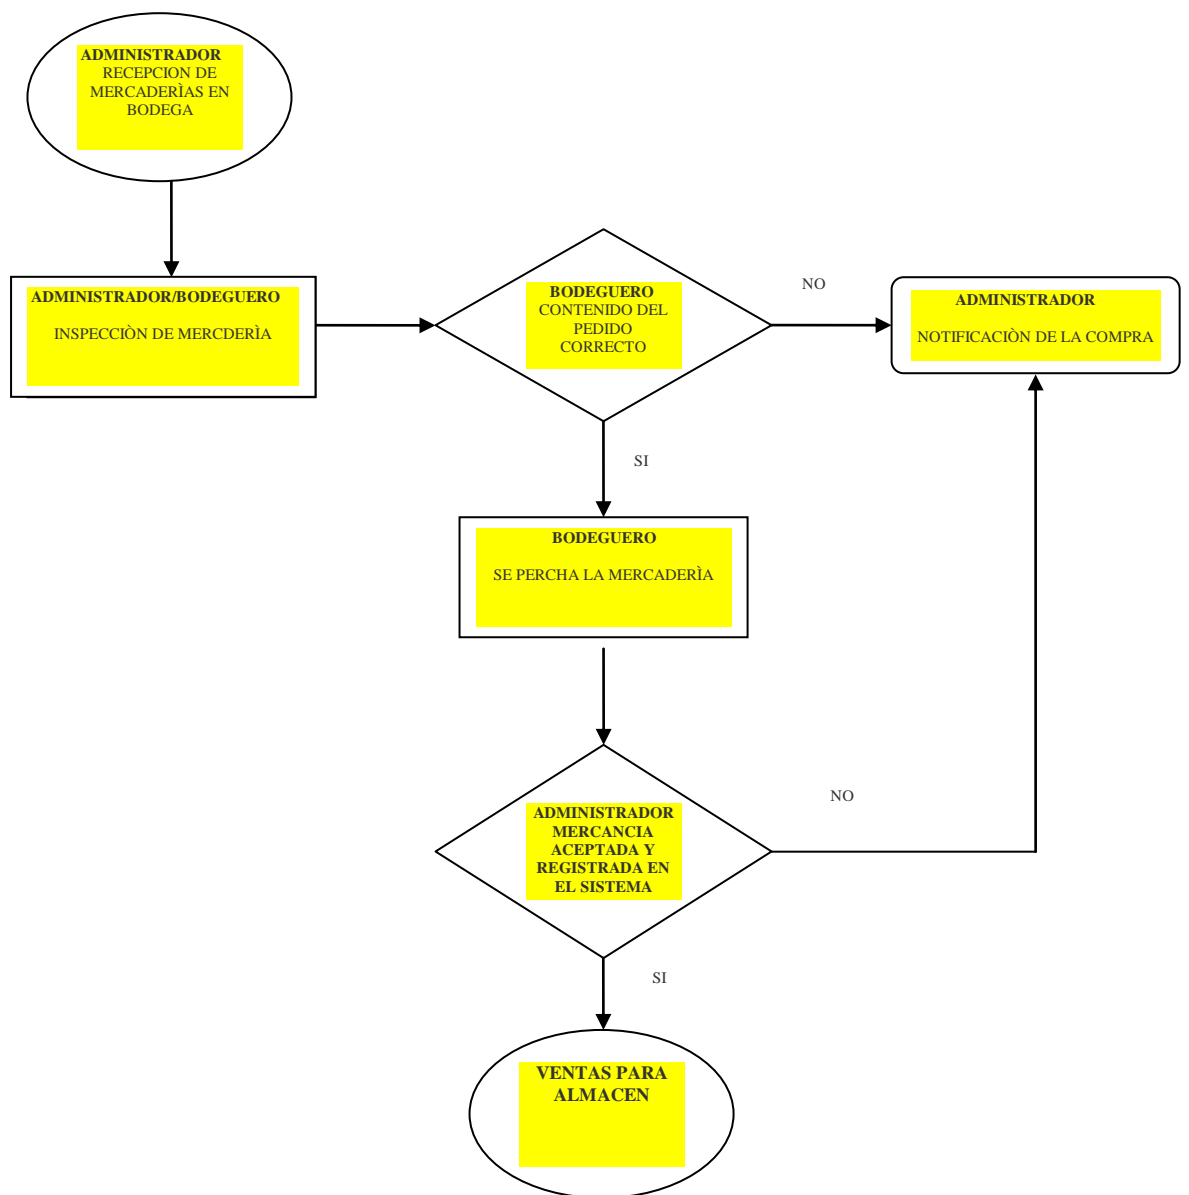 ADMINISTRADOR
RECEPCION DE
MERCADERÌAS EN
BODEGA
ADMINISTRADOR/BODEGUERO
INSPECCIÒN DE MERCDERÌA
BODEGUERO
CONTENIDO DEL
PEDIDO
CORRECTO
NO
ADMINISTRADOR
NOTIFICACIÒN DE LA COMPRA
SI
BODEGUERO
SE PERCHA LA MERCADERÌA
ADMINISTRADOR
MERCANCIA
ACEPTADA Y
REGISTRADA EN
EL SISTEMA
NO
SI
VENTAS PARA
ALMACEN